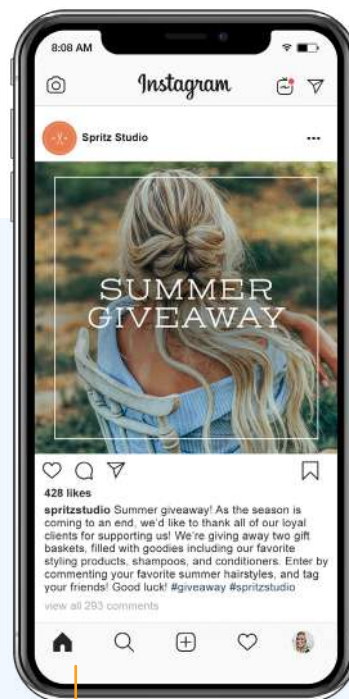 8:08 AM
Instagram
Spritz Studio
SUMMER
GIVEAWAY
428 likes
spritzstudio Summer giveaway! As the season is
coming to an end, we'd like to thank all of our loyal
clients for supporting us! We're giving away two gift
baskets, filled with goodies including our favorite
styling products, shampoos, and conditioners. Enter by
commenting your favorite summer hairstyles, and tag
your friends! Good luck! #giveaway #spritzstudio
view all 293 comments